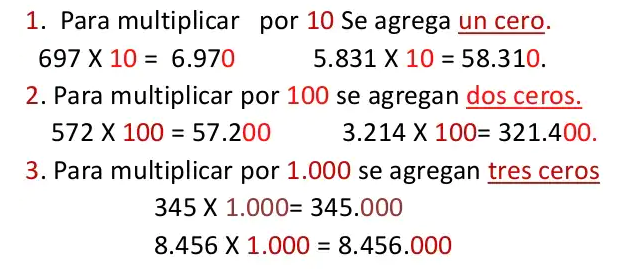 1. Para multiplicar por 10 Se agrega un cero.
697 X 10 = 6.970 5.831 X 10 = 58.310.
2. Para multiplicar por 100 se agregan dos ceros.
572 X 100 = 57.200 3.214 X 100= 321.400.
3. Para multiplicar por 1.000 se agregan tres ceros
345 X 1.000= 345.000
8.456 X 1.000 = 8.456.000